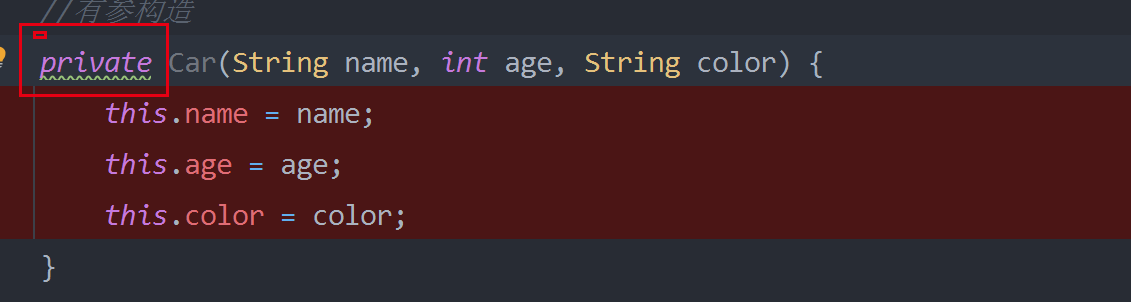 //有参构造
private Car(String name, int age, String color) {
this.name = name;
this.age = age;
this.color = color;
}